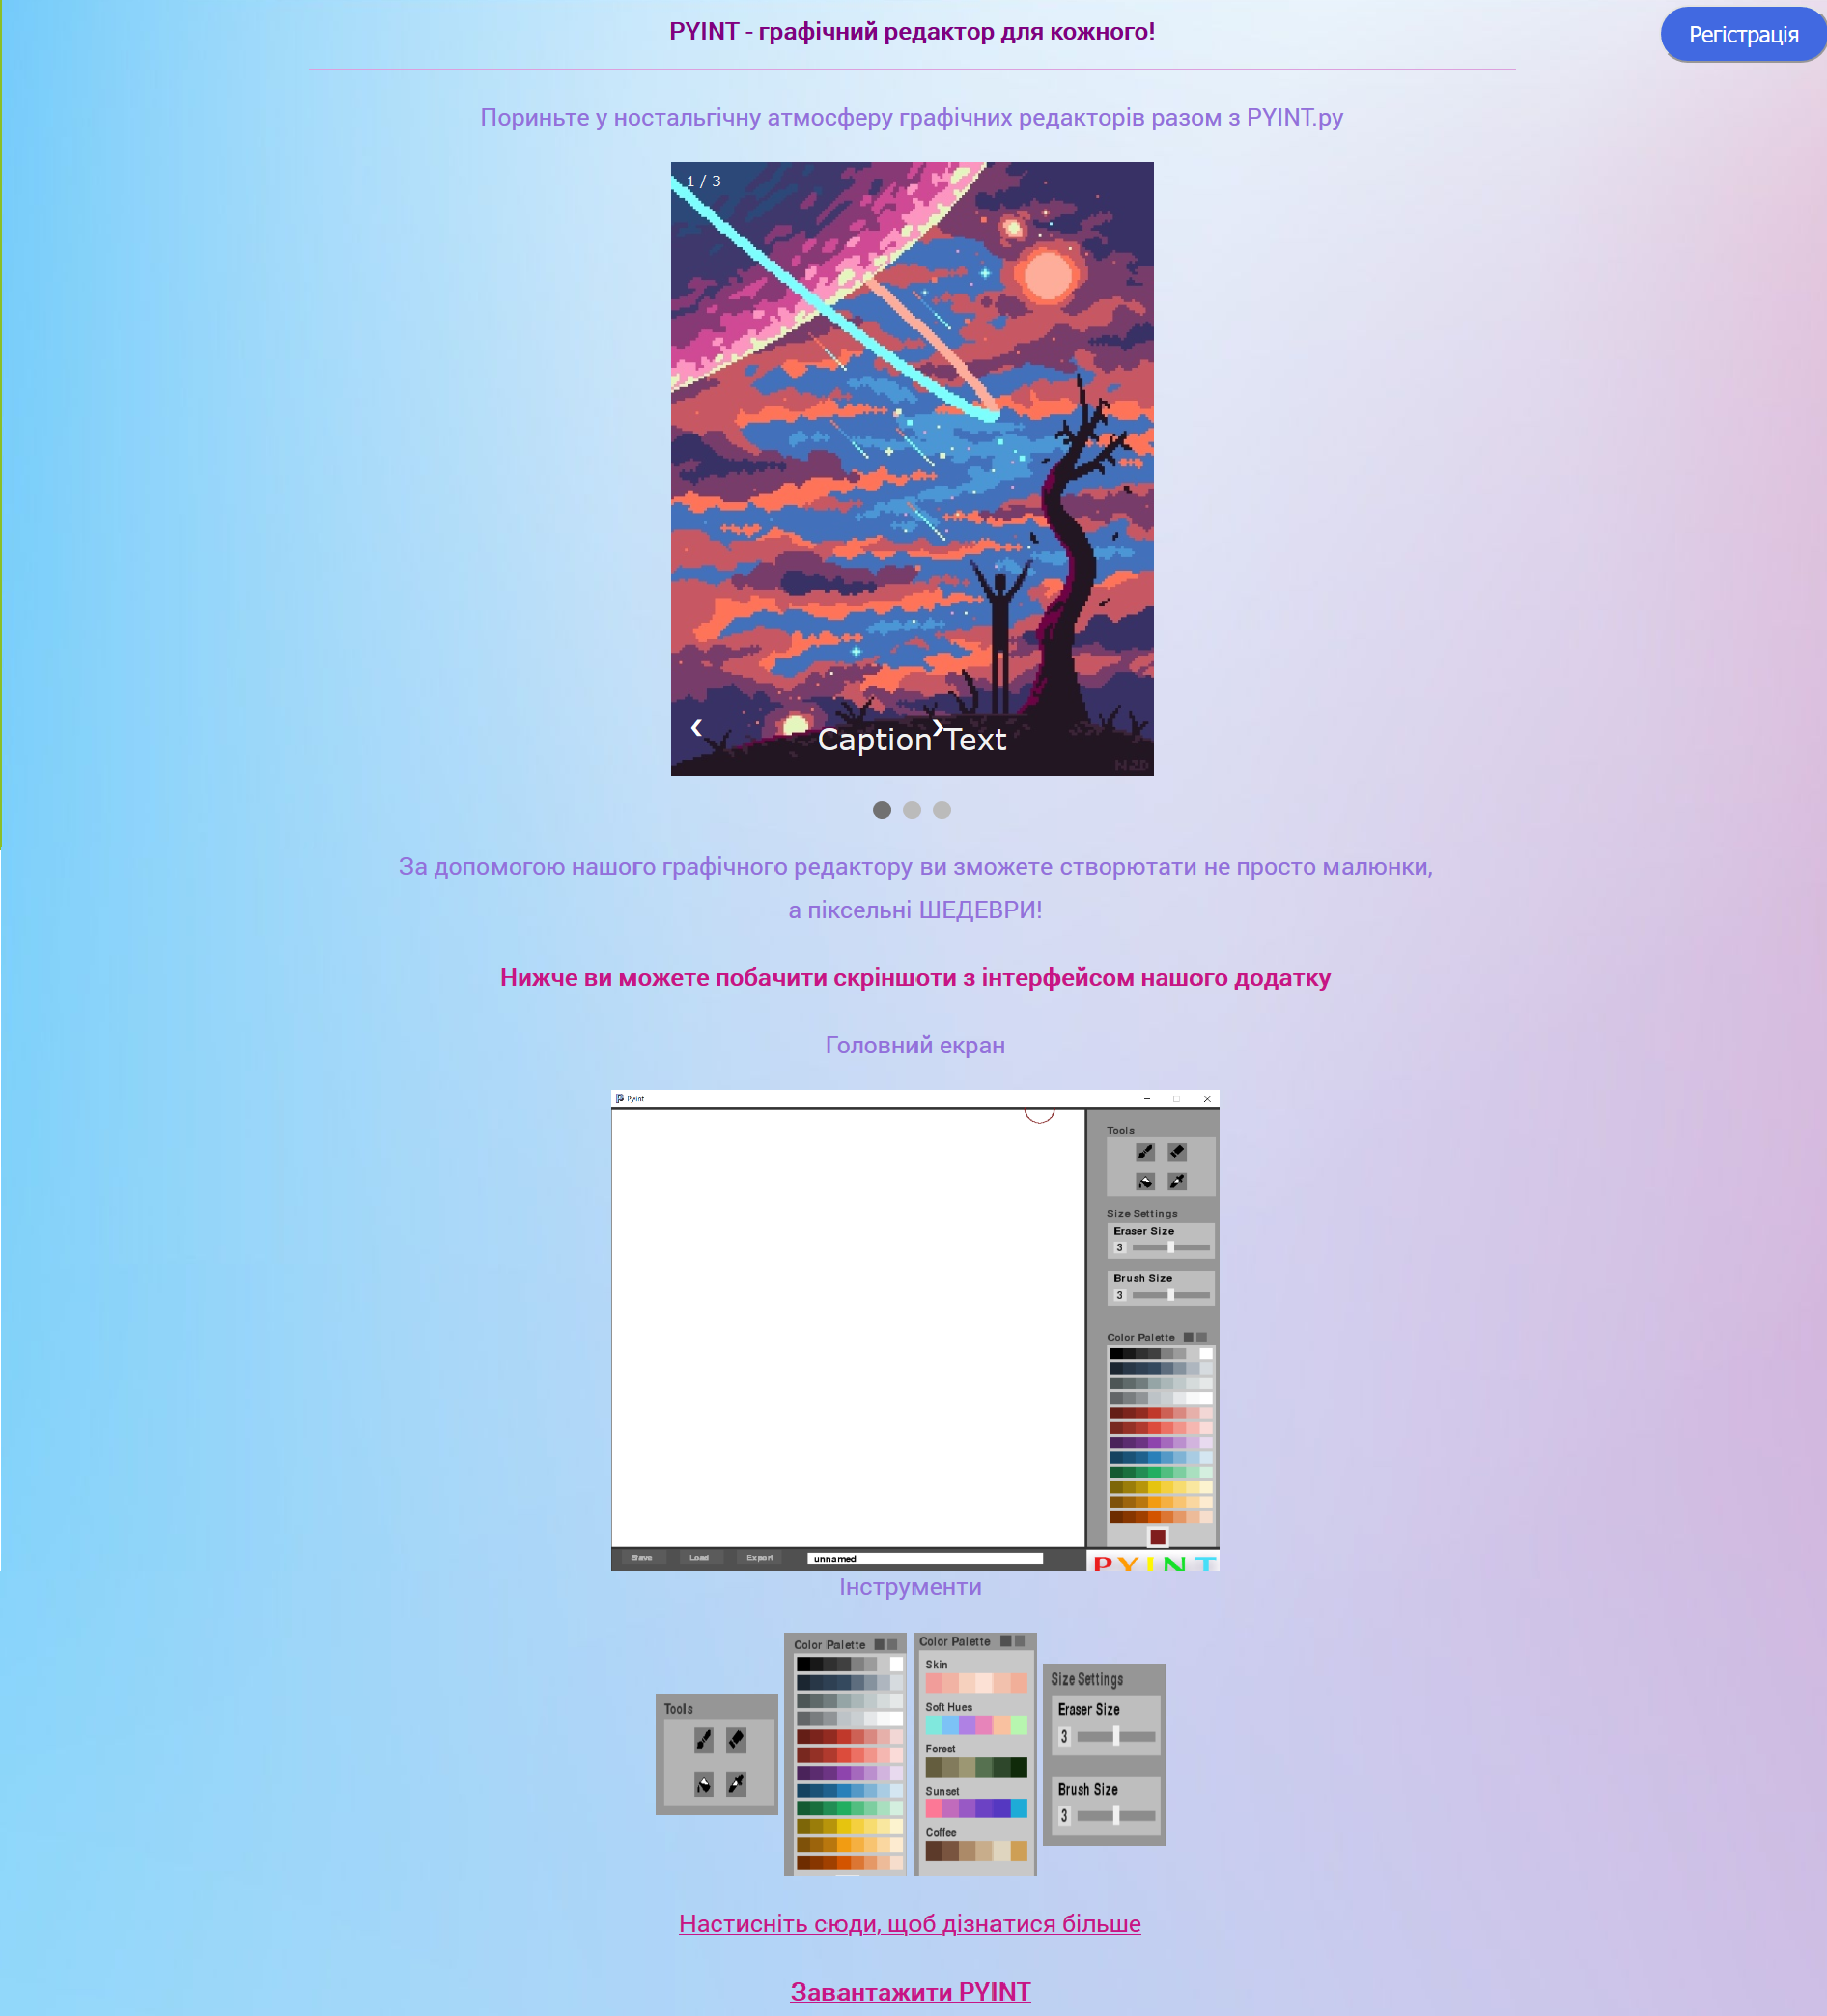 PYINT - графічний редактор для кожного!
Регістрація
Пориньте у ностальгічну атмосферу графічних редакторів разом з PYINT.py
1 / 3
❮ ❯
Caption Text
N2D
За допомогою нашого графічного редактору ви зможете створютати не просто малюнки,
а піксельні ШЕДЕВРИ!
Нижче ви можете побачити скріншоти з інтерфейсом нашого додатку
Головний екран
Pyint
Tools
Size Settings
Eraser Size
3
Brush Size
3
Color Palette
Save Load Export unnamed
PYINT
Інструменти
Tools
Color Palette
Color Palette
Skin
Soft Hues
Forest
Sunset
Coffee
Size Settings
Eraser Size
3
Brush Size
3
Настисніть сюди, щоб дізнатися більше
Завантажити PYINT